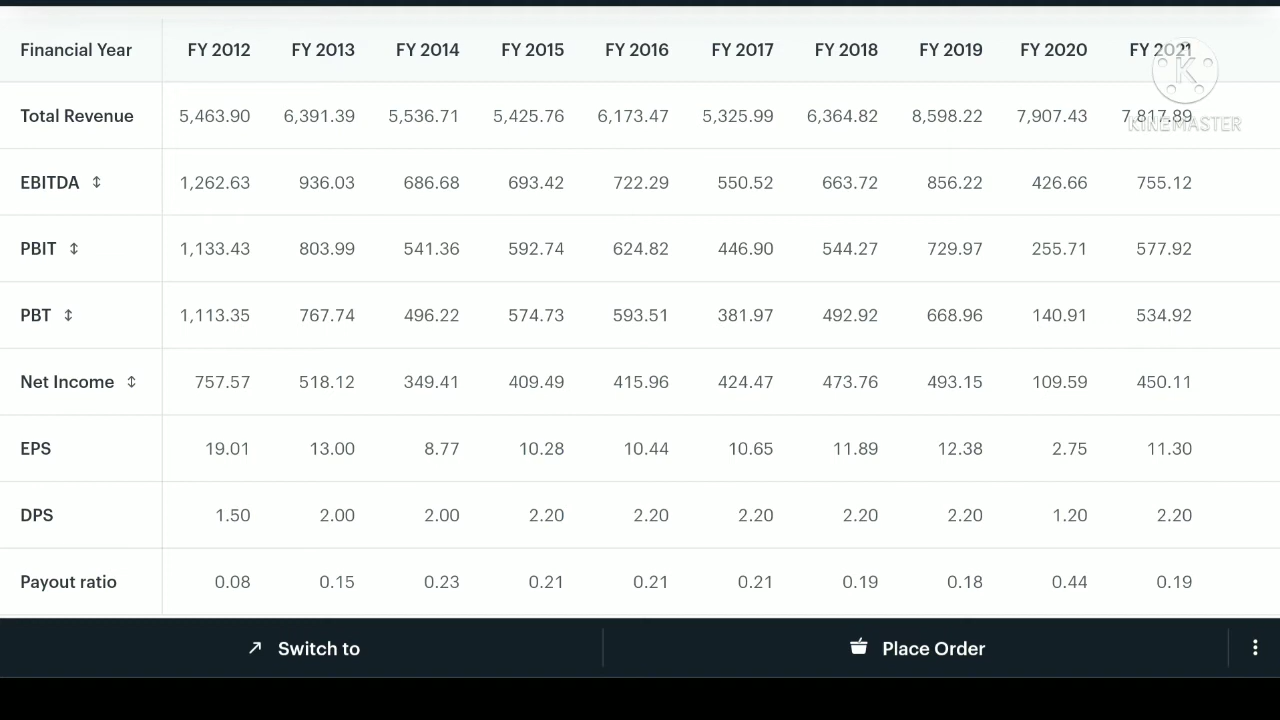 Financial Year FY 2012 FY 2013 FY 2014 FY 2015 FY 2016 FY 2017 FY 2018 FY 2019 FY 2020 FY 2021
Total Revenue 5,463.90 6,391.39 5,536.71 5,425.76 6,173.47 5,325.99 6,364.82 8,598.22 7,907.43 7,817.89
KINEMASTER
EBITDA 1,262.63 936.03 686.68 693.42 722.29 550.52 663.72 856.22 426.66 755.12
PBIT 1,133.43 803.99 541.36 592.74 624.82 446.90 544.27 729.97 255.71 577.92
PBT 1,113.35 767.74 496.22 574.73 593.51 381.97 492.92 668.96 140.91 534.92
Net Income 757.57 518.12 349.41 409.49 415.96 424.47 473.76 493.15 109.59 450.11
EPS 19.01 13.00 8.77 10.28 10.44 10.65 11.89 12.38 2.75 11.30
DPS 1.50 2.00 2.00 2.20 2.20 2.20 2.20 2.20 1.20 2.20
Payout ratio 0.08 0.15 0.23 0.21 0.21 0.21 0.19 0.18 0.44 0.19
Switch to Place Order